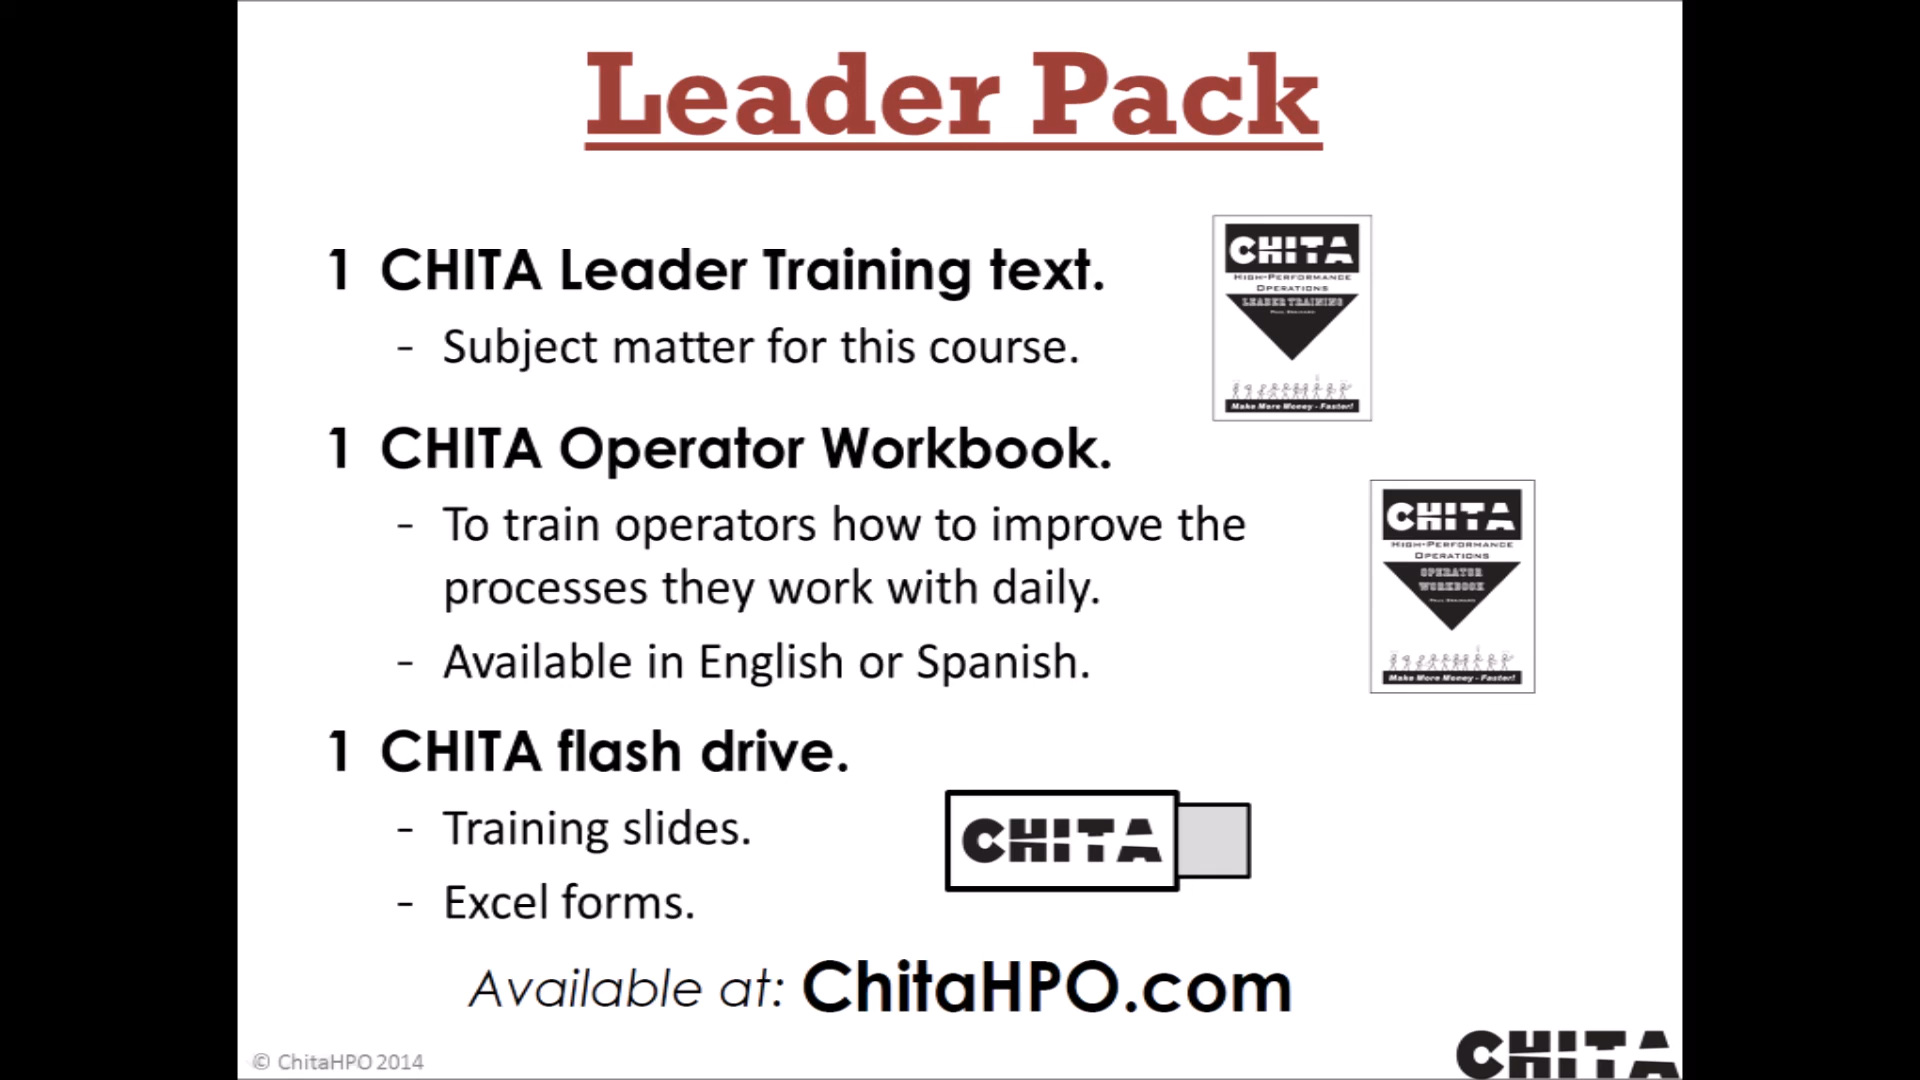 Leader Pack
1 CHITA Leader Training text.
- Subject matter for this course.
CHITA
HIGH-PERFORMANCE
OPERATIONS
LEADER TRAINING
Make More Money - Faster!
1 CHITA Operator Workbook.
- To train operators how to improve the
processes they work with daily.
- Available in English or Spanish.
CHITA
HIGH-PERFORMANCE
OPERATIONS
OPERATOR
WORKBOOK
Make More Money - Faster!
1 CHITA flash drive.
- Training slides.
- Excel forms.
CHITA
Available at: ChitaHPO.com
© ChitaHPO 2014
CHITA